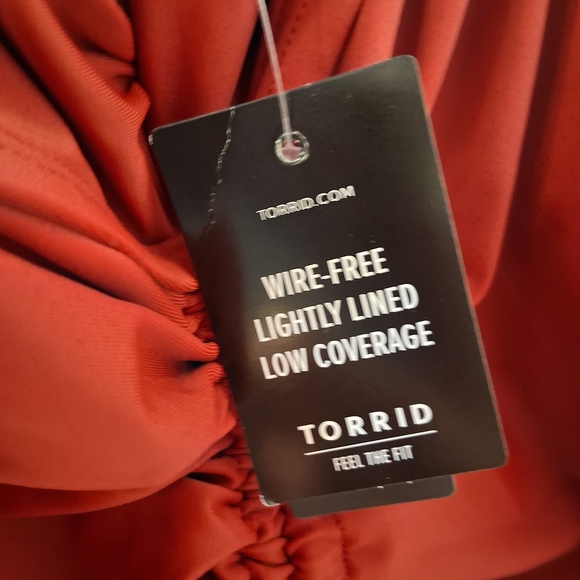 TORRID.COM
WIRE-FREE
LIGHTLY LINED
LOW COVERAGE
TORRID
FEEL THE FIT